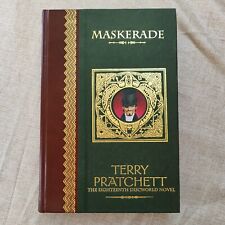 MASKERADE
TERRY
PRATCHETT
THE EIGHTEENTH DISCWORLD NOVEL